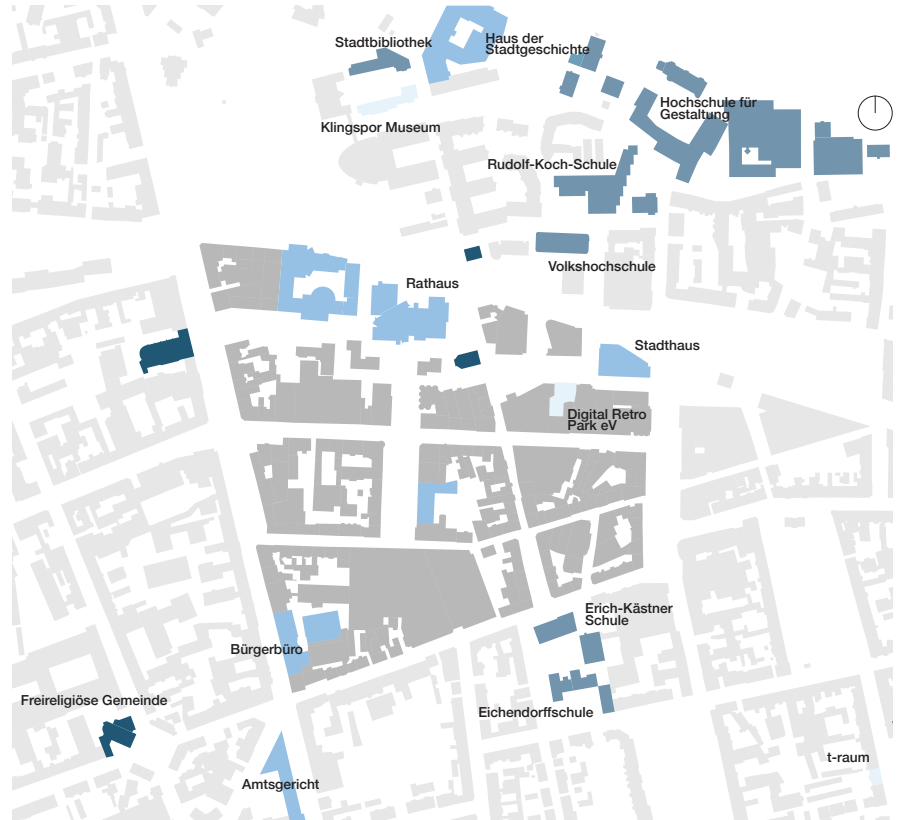 Stadtbibliothek
Haus der
Stadtgeschichte
Klingspor Museum
Hochschule für
Gestaltung
Rudolf-Koch-Schule
Volkshochschule
Rathaus
Stadthaus
Digital Retro
Park eV
Erich-Kästner
Schule
Bürgerbüro
Freireligiöse Gemeinde
Eichendorffschule
t-raum
Amtsgericht